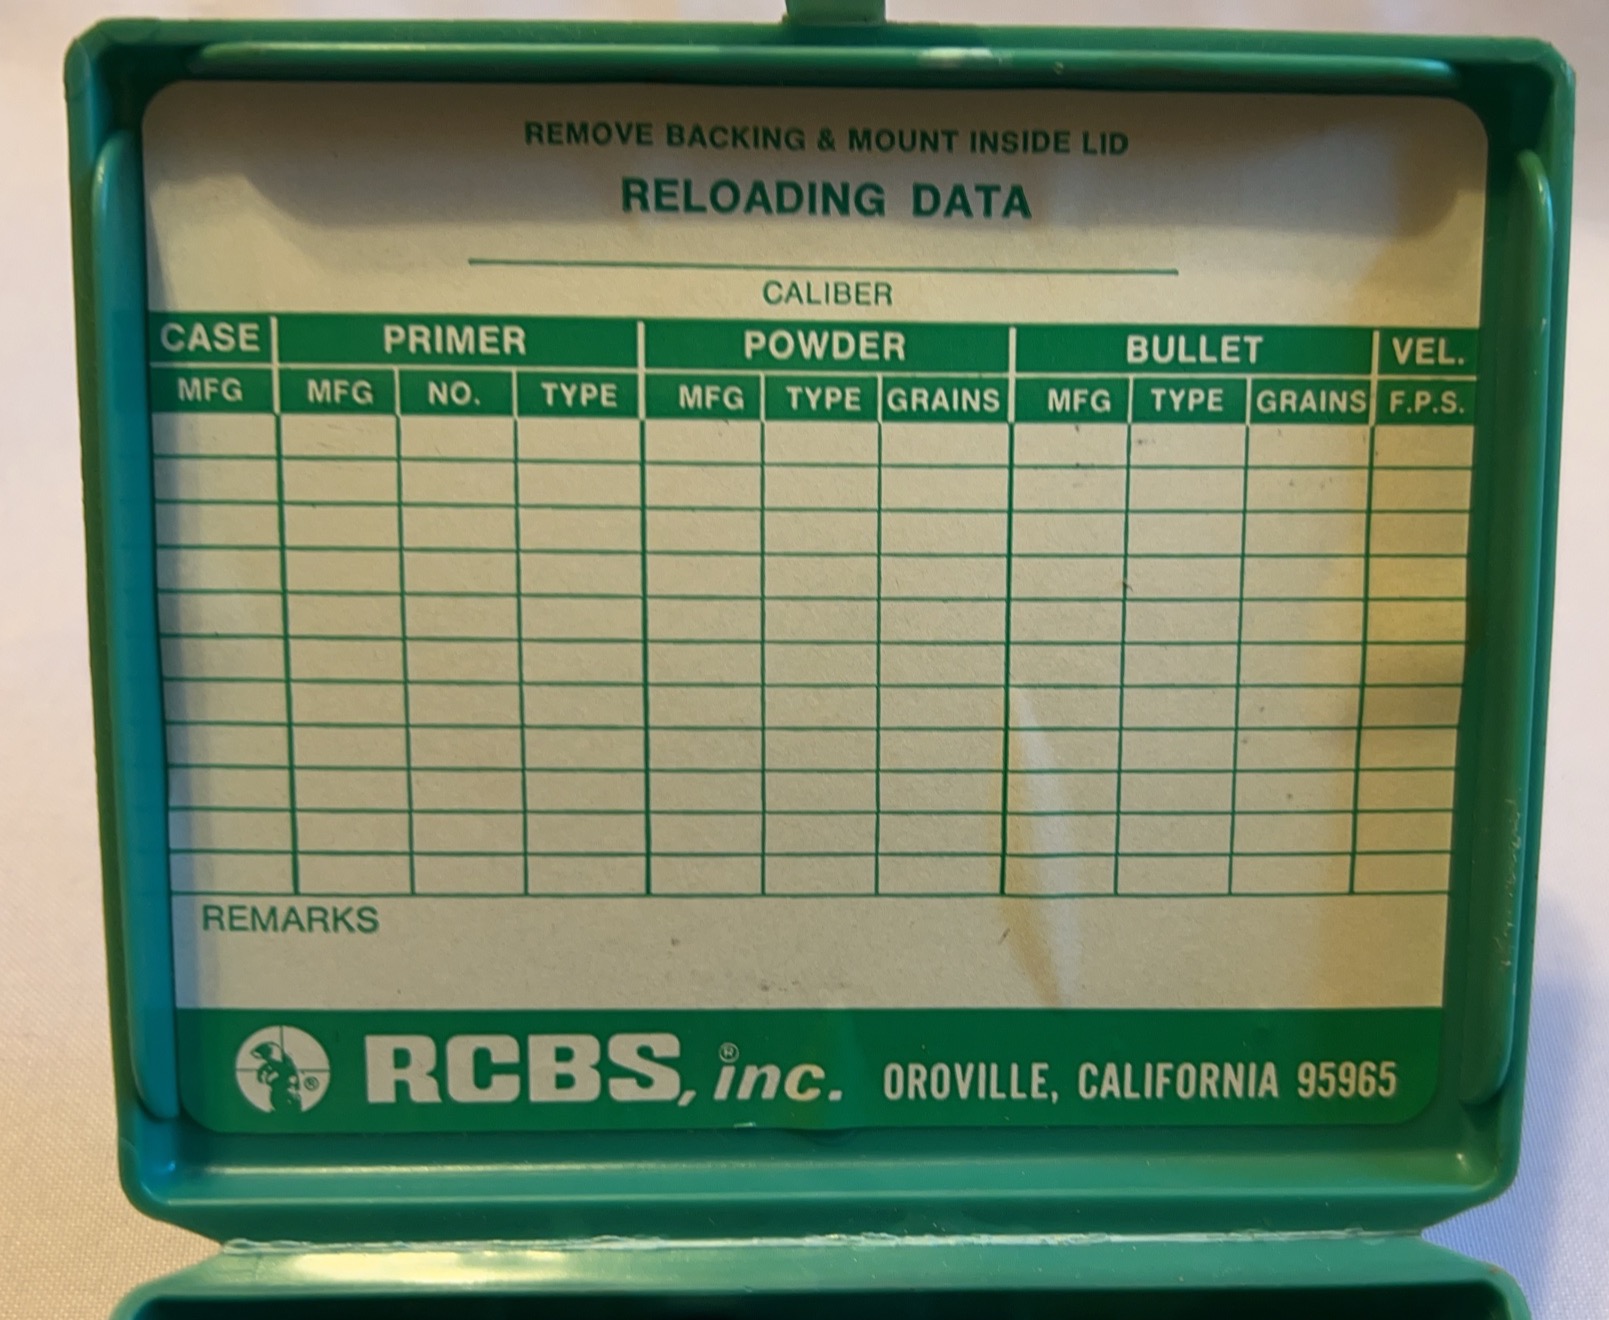 REMOVE BACKING & MOUNT INSIDE LID
RELOADING DATA
CALIBER
CASE PRIMER POWDER BULLET VEL.
MFG MFG NO. TYPE MFG TYPE GRAINS MFG TYPE GRAINS F.P.S.
REMARKS
® RCBS, inc.® OROVILLE, CALIFORNIA 95965